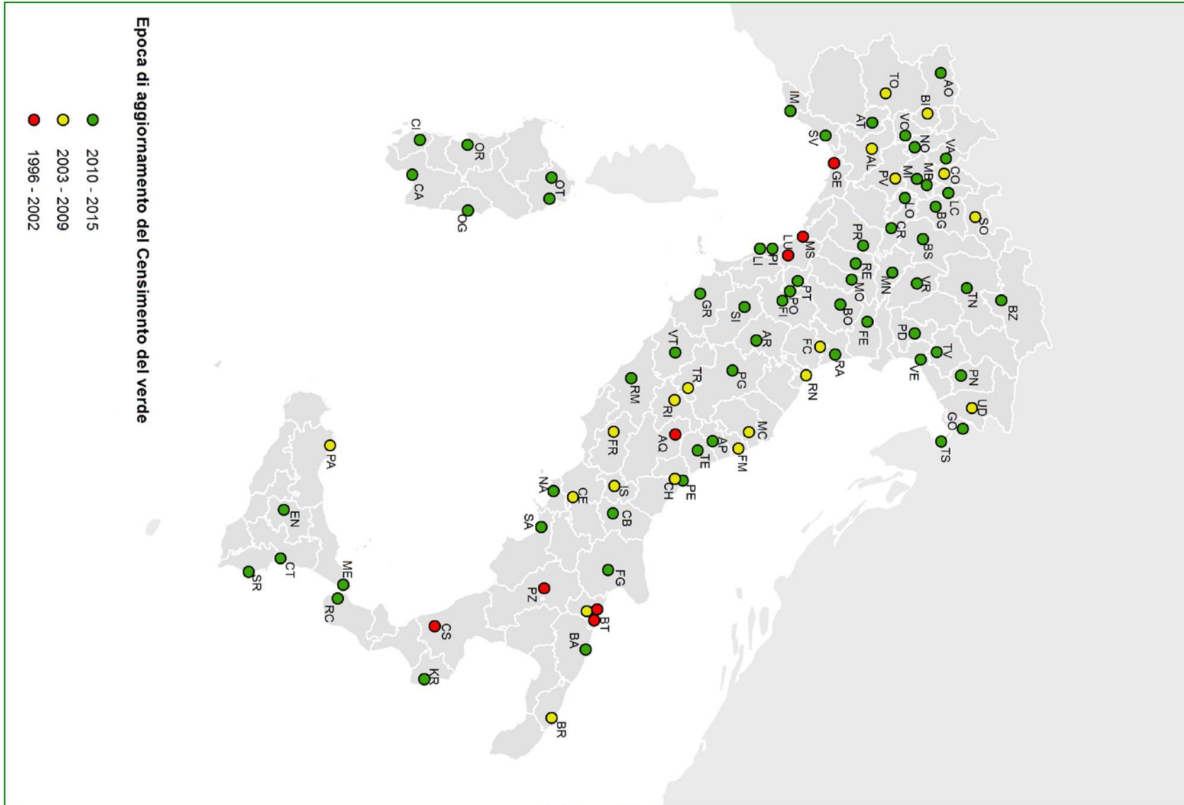 BZ
SO
TN
UD
PN
GO
AO
VA
CO
LC
TV
TS
BI
MB
BG
BS
VE
NO
MI
VR
PD
VC
LO
TO
PV
CR
MN
AT
AL
PR
RE
FE
MO
BO
GE
RA
SV
FC
MS
RN
IM
LU
PT
PO
FI
PI
LI
AR
SI
MC
PG
FM
AP
GR
TE
TR
VT
RI
AQ
PE
CH
RM
FR
IS
CB
FG
BT
CE
BA
OT
NA
SA
PZ
BR
OR
OG
CS
CI
CA
KR
ME
RC
PA
EN
CT
SR
Epoca di aggiornamento del Censimento del verde
2010 - 2015
2003 - 2009
1996 - 2002